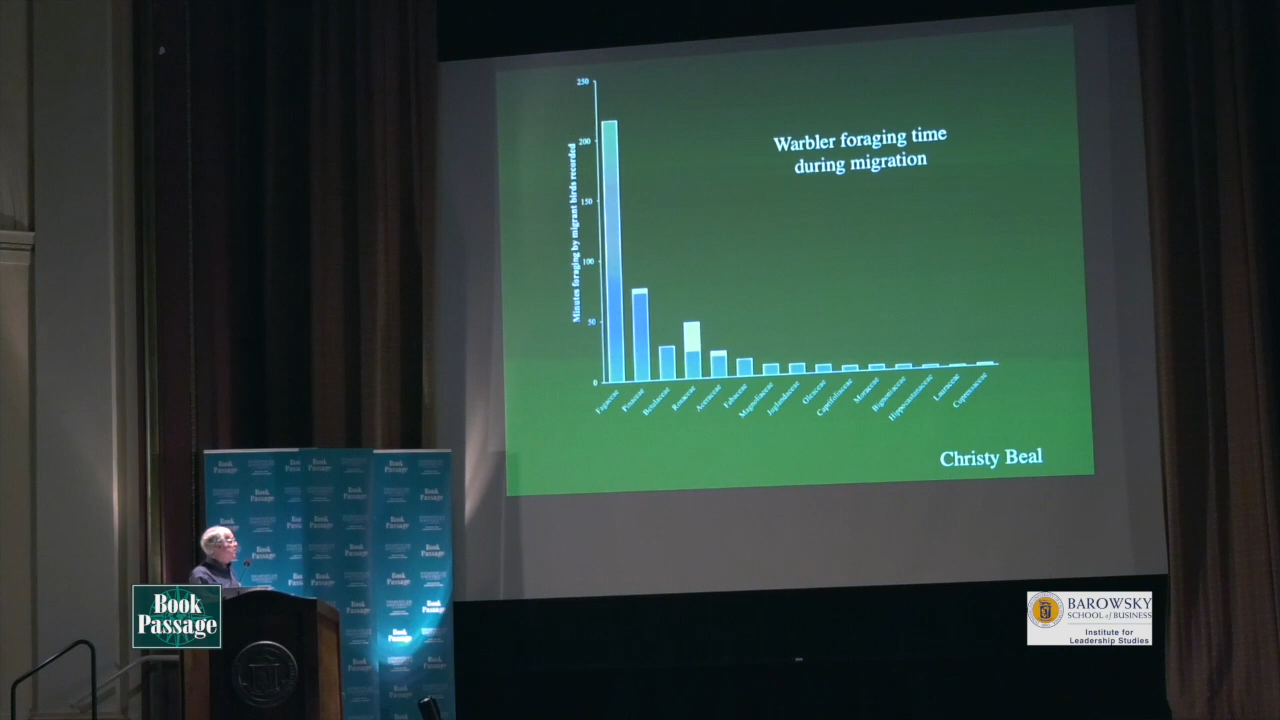 250
200
150
100
50
0
Minutes foraging by migrant birds recorded
Warbler foraging time
during migration
Fagaceae
Pinaceae
Betulaceae
Rosaceae
Aceraceae
Fabaceae
Magnoliaceae
Juglandaceae
Oleaceae
Caprifoliaceae
Moraceae
Bignoniaceae
Hippocastanaceae
Lauraceae
Cupressaceae
Christy Beal
Book
Passage
BAROWSKY
SCHOOL of BUSINESS
Institute for
Leadership Studies